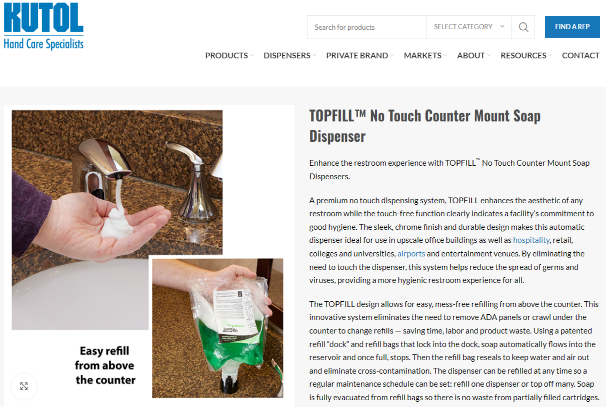 KUTOL
Hand Care Specialists
Search for products
SELECT CATEGORY
FIND A REP
PRODUCTS
DISPENSERS
PRIVATE BRAND
MARKETS
ABOUT
RESOURCES
CONTACT
Easy refill
from above
the counter
TOPFILL™ No Touch Counter Mount Soap
Dispenser
Enhance the restroom experience with TOPFILL™ No Touch Counter Mount Soap
Dispensers.
A premium no touch dispensing system, TOPFILL enhances the aesthetic of any
restroom while the touch-free function clearly indicates a facility's commitment to
good hygiene. The sleek, chrome finish and durable design makes this automatic
dispenser ideal for use in upscale office buildings as well as hospitality, retail,
colleges and universities, airports and entertainment venues. By eliminating the
need to touch the dispenser, this system helps reduce the spread of germs and
viruses, providing a more hygienic restroom experience for all.
The TOPFILL design allows for easy, mess-free refilling from above the counter. This
innovative system eliminates the need to remove ADA panels or crawl under the
counter to change refills — saving time, labor and product waste. Using a patented
refill "dock" and refill bags that lock into the dock, soap automatically flows into the
reservoir and once full, stops. Then the refill bag reseals to keep water and air out
and eliminate cross-contamination. The dispenser can be refilled at any time so a
regular maintenance schedule can be set: refill one dispenser or top off many. Soap
is fully evacuated from refill bags so there is no waste from partially filled cartridges.